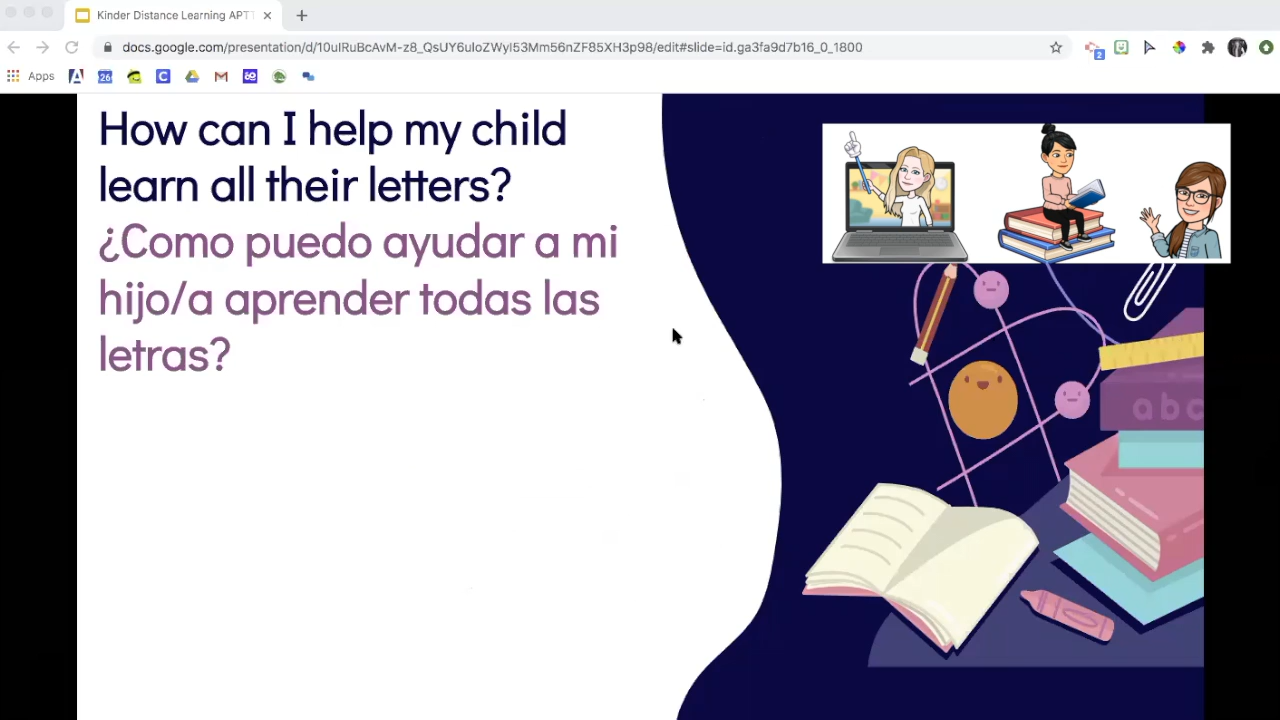 Kinder Distance Learning APT
docs.google.com/presentation/d/10uIRuBcAvM-z8_QsUY6uloZWyI53Mm56nZF85XH3p98/edit#slide=id.ga3fa9d7b16_0_1800
2
Apps
How can I help my child
learn all their letters?
¿Como puedo ayudar a mi
hijo/a aprender todas las
letras?
abc